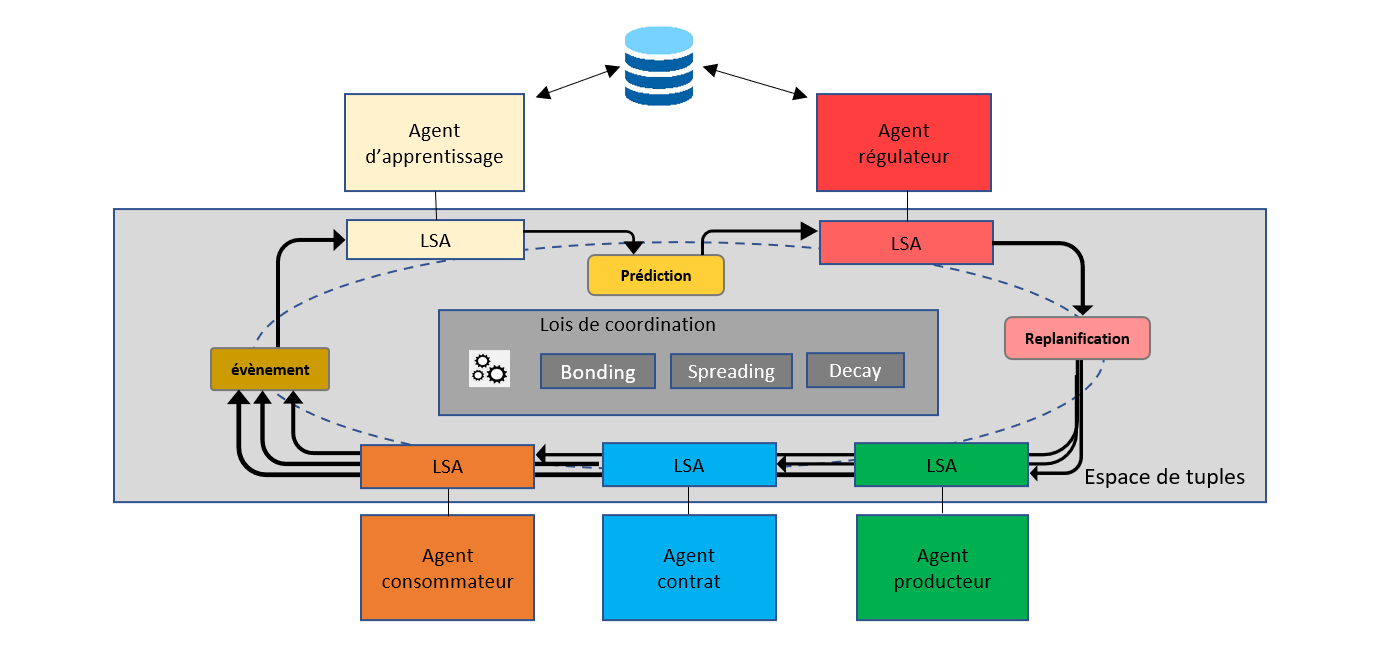 Agent
d’apprentissage
Agent
régulateur
LSA
LSA
Prédiction
Lois de coordination
Replanification
évènement
Bonding
Spreading
Decay
LSA
LSA
LSA
Espace de tuples
Agent
consommateur
Agent
contrat
Agent
producteur